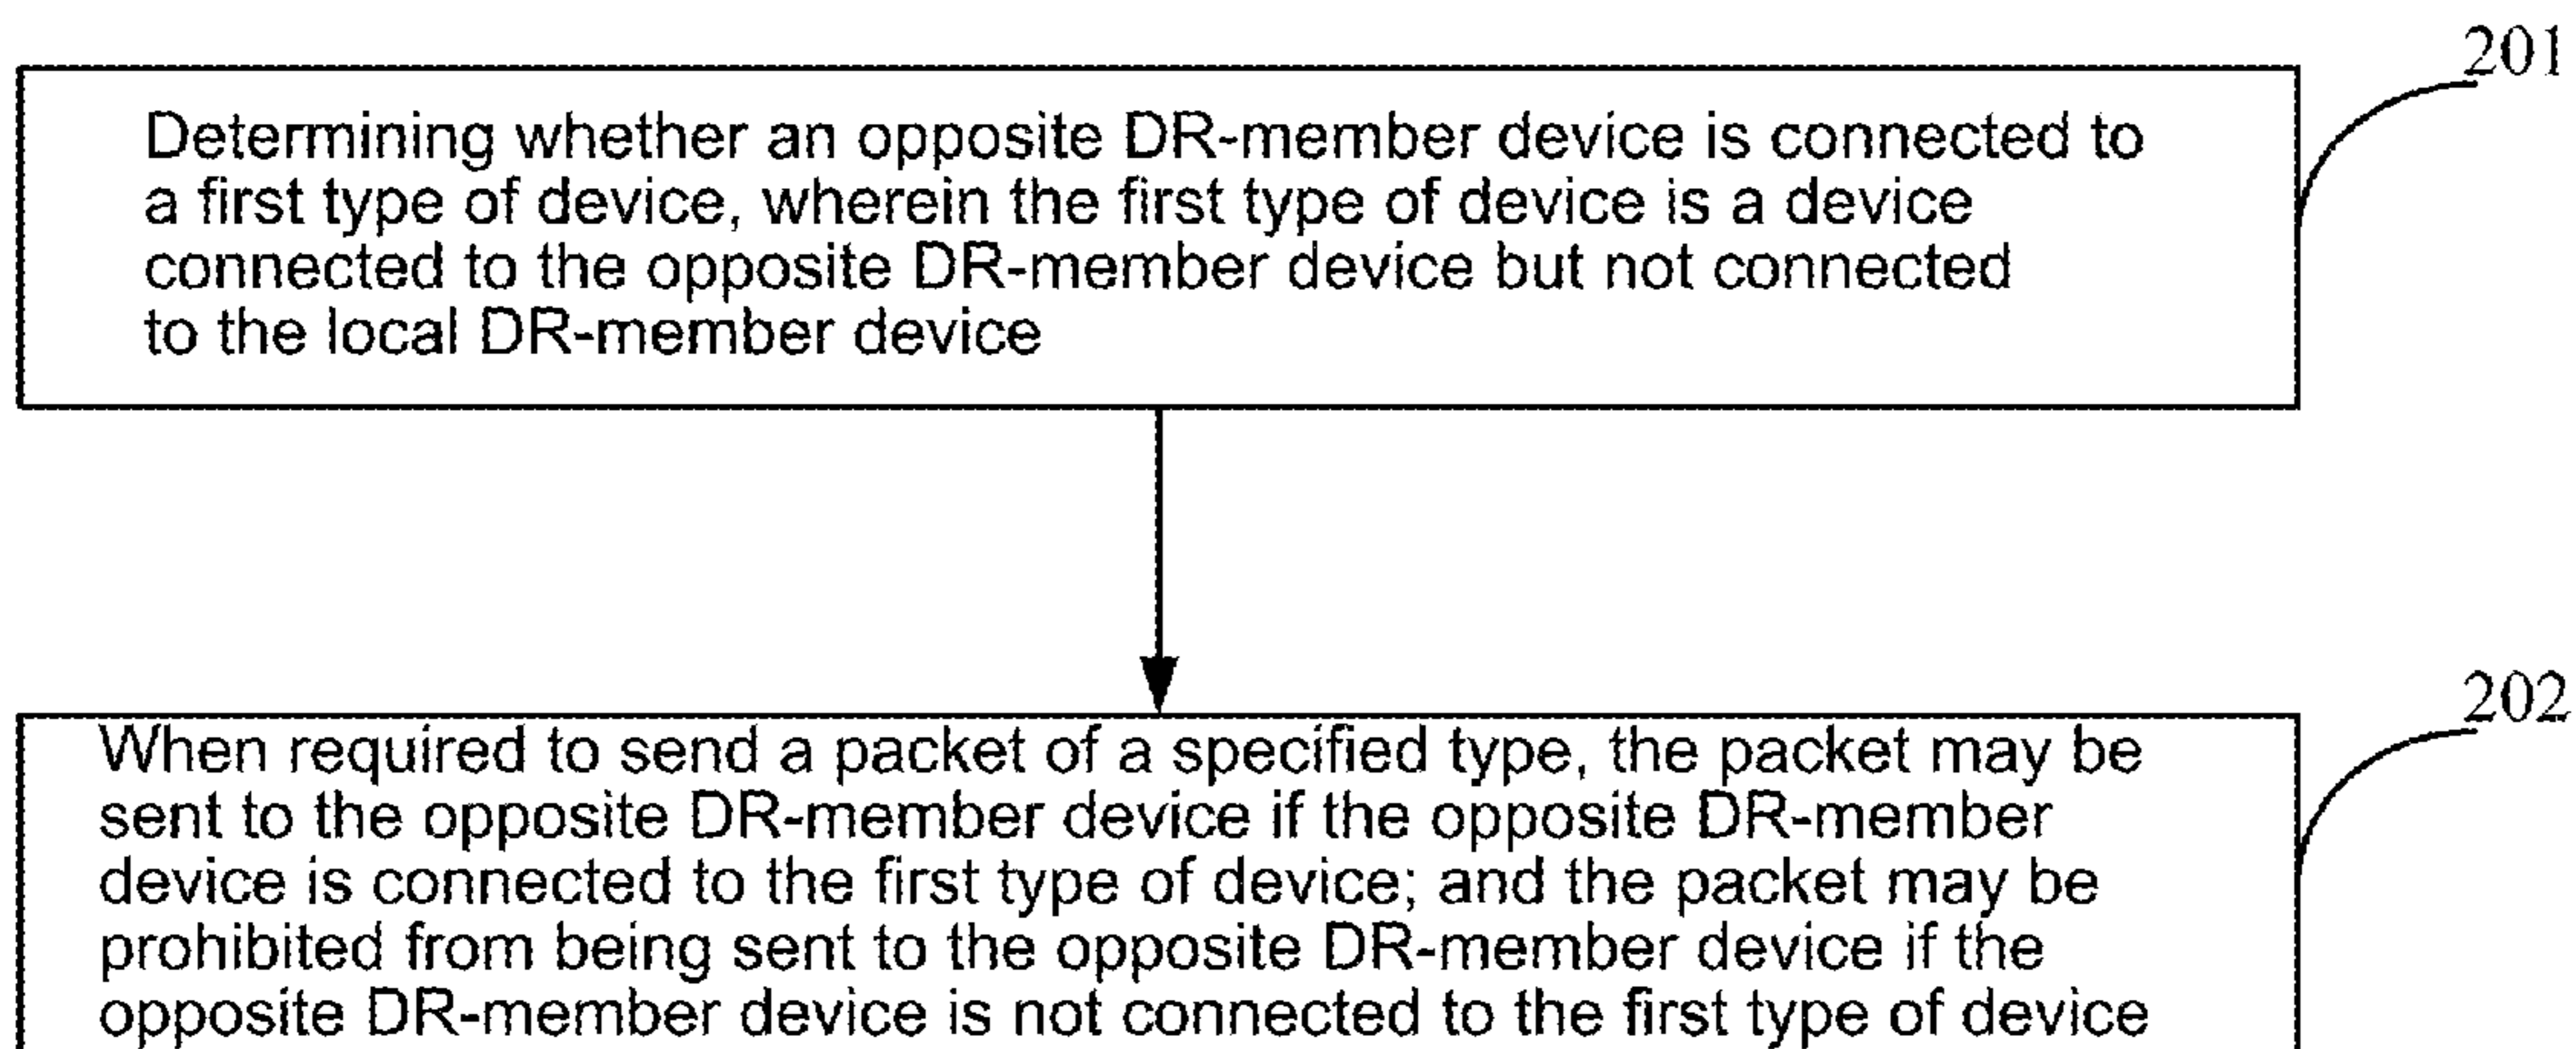 201
Determining whether an opposite DR-member device is connected to
a first type of device, wherein the first type of device is a device
connected to the opposite DR-member device but not connected
to the local DR-member device
202
When required to send a packet of a specified type, the packet may be
sent to the opposite DR-member device if the opposite DR-member
device is connected to the first type of device; and the packet may be
prohibited from being sent to the opposite DR-member device if the
opposite DR-member device is not connected to the first type of device